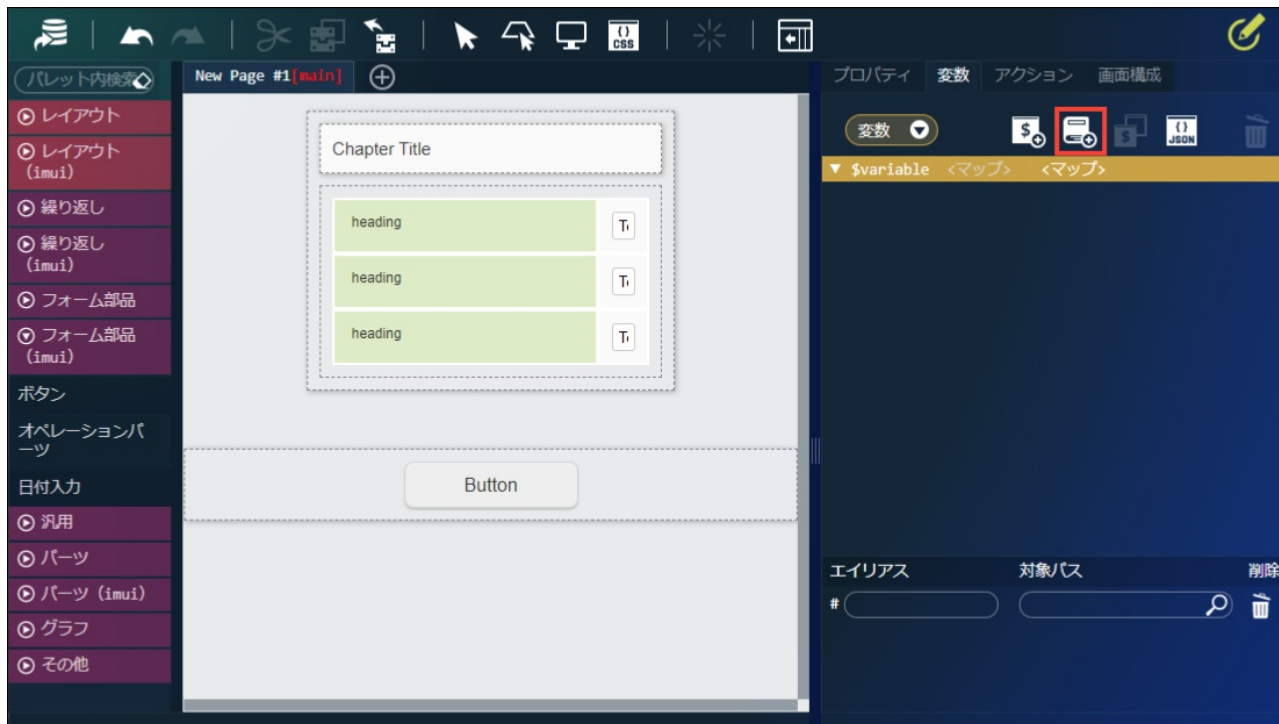 {}
CSS
パレット内検索
New Page #1[main]
レイアウト
レイアウト
(imui)
繰り返し
繰り返し
(imui)
フォーム部品
フォーム部品
(imui)
ボタン
オペレーションパ
ーツ
日付入力
汎用
パーツ
パーツ (imui)
グラフ
その他
Chapter Title
heading
heading
heading
Button
プロパティ 変数 アクション 画面構成
変数
$
$
{}
JSON
$variable <マップ> <マップ>
エイリアス 対象パス 削除
#